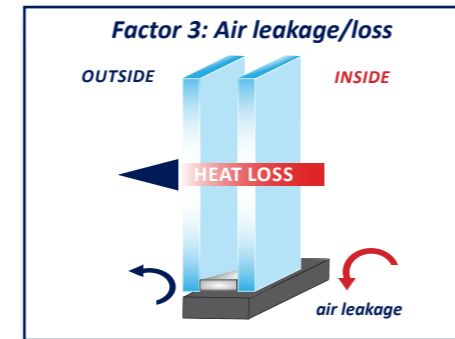 Factor 3: Air leakage/loss
OUTSIDE
INSIDE
HEAT LOSS
air leakage